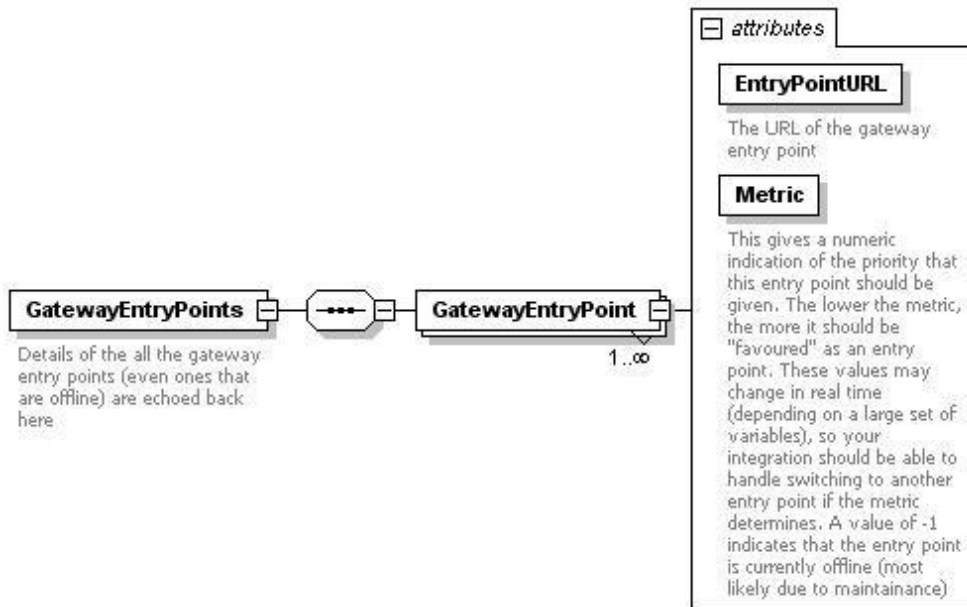 attributes
EntryPointURL
The URL of the gateway
entry point
Metric
This gives a numeric
indication of the priority that
this entry point should be
given. The lower the metric,
the more it should be
"favoured" as an entry
point. These values may
change in real time
(depending on a large set of
variables), so your
integration should be able to
handle switching to another
entry point if the metric
determines. A value of -1
indicates that the entry point
is currently offline (most
likely due to maintainance)
GatewayEntryPoints
Details of the all the gateway
entry points (even ones that
are offline) are echoed back
here
GatewayEntryPoint
1..∞